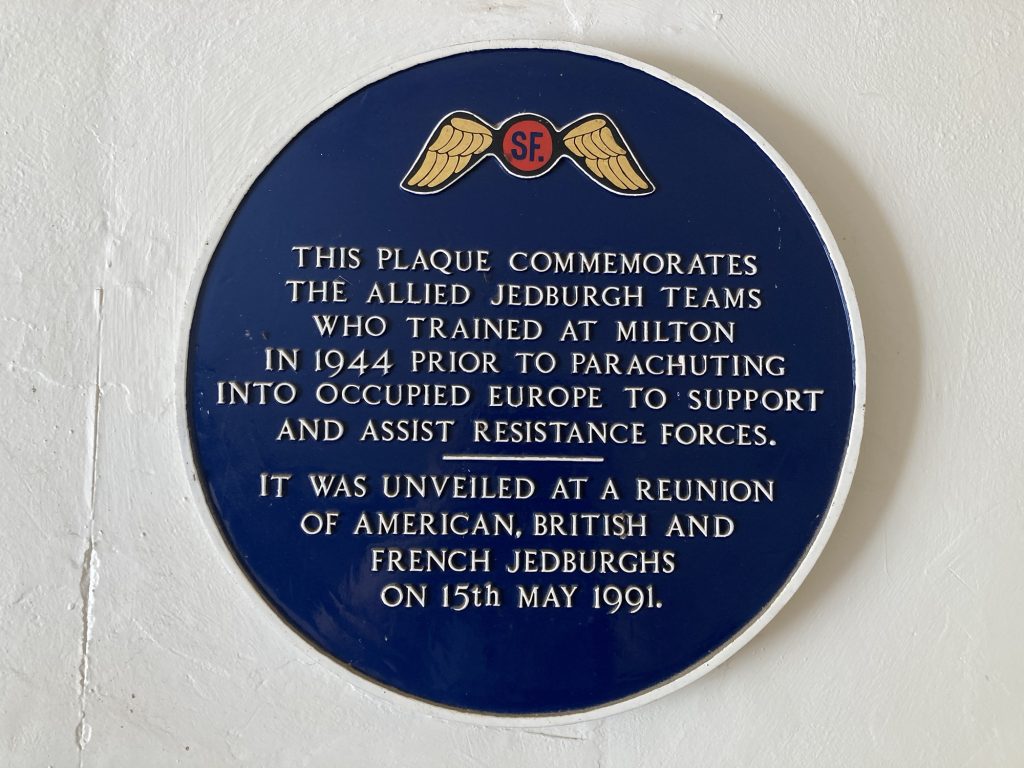 SF.
THIS PLAQUE COMMEMORATES
THE ALLIED JEDBURGH TEAMS
WHO TRAINED AT MILTON
IN 1944 PRIOR TO PARACHUTING
INTO OCCUPIED EUROPE TO SUPPORT
AND ASSIST RESISTANCE FORCES.
IT WAS UNVEILED AT A REUNION
OF AMERICAN, BRITISH AND
FRENCH JEDBURGHS
ON 15th MAY 1991.